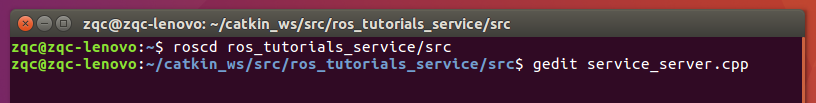 zqc@zqc-lenovo: ~/catkin_ws/src/ros_tutorials_service/src
zqc@zqc-lenovo:~$ roscd ros_tutorials_service/src
zqc@zqc-lenovo:~/catkin_ws/src/ros_tutorials_service/src$ gedit service_server.cpp